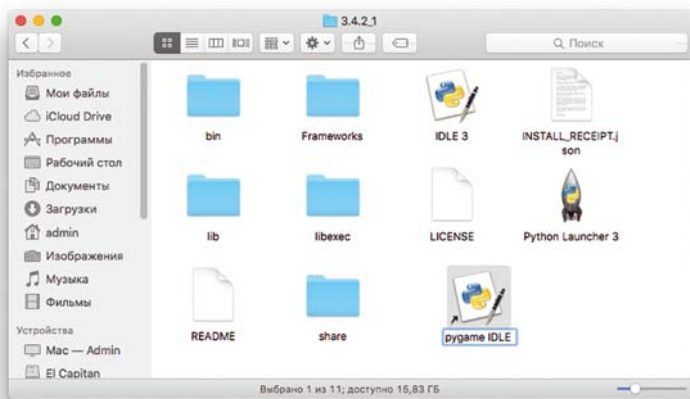 3.4.2_1
Поиск
Избранное
Мои файлы
iCloud Drive
Программы
Рабочий стол
Документы
Загрузки
admin
Изображения
Музыка
Фильмы
Устройства
Mac — Admin
El Capitan
bin
Frameworks
IDLE 3
INSTALL_RECEIPT.j
son
lib
libexec
LICENSE
Python Launcher 3
README
share
pygame IDLE
Выбрано 1 из 11; доступно 15,83 ГБ